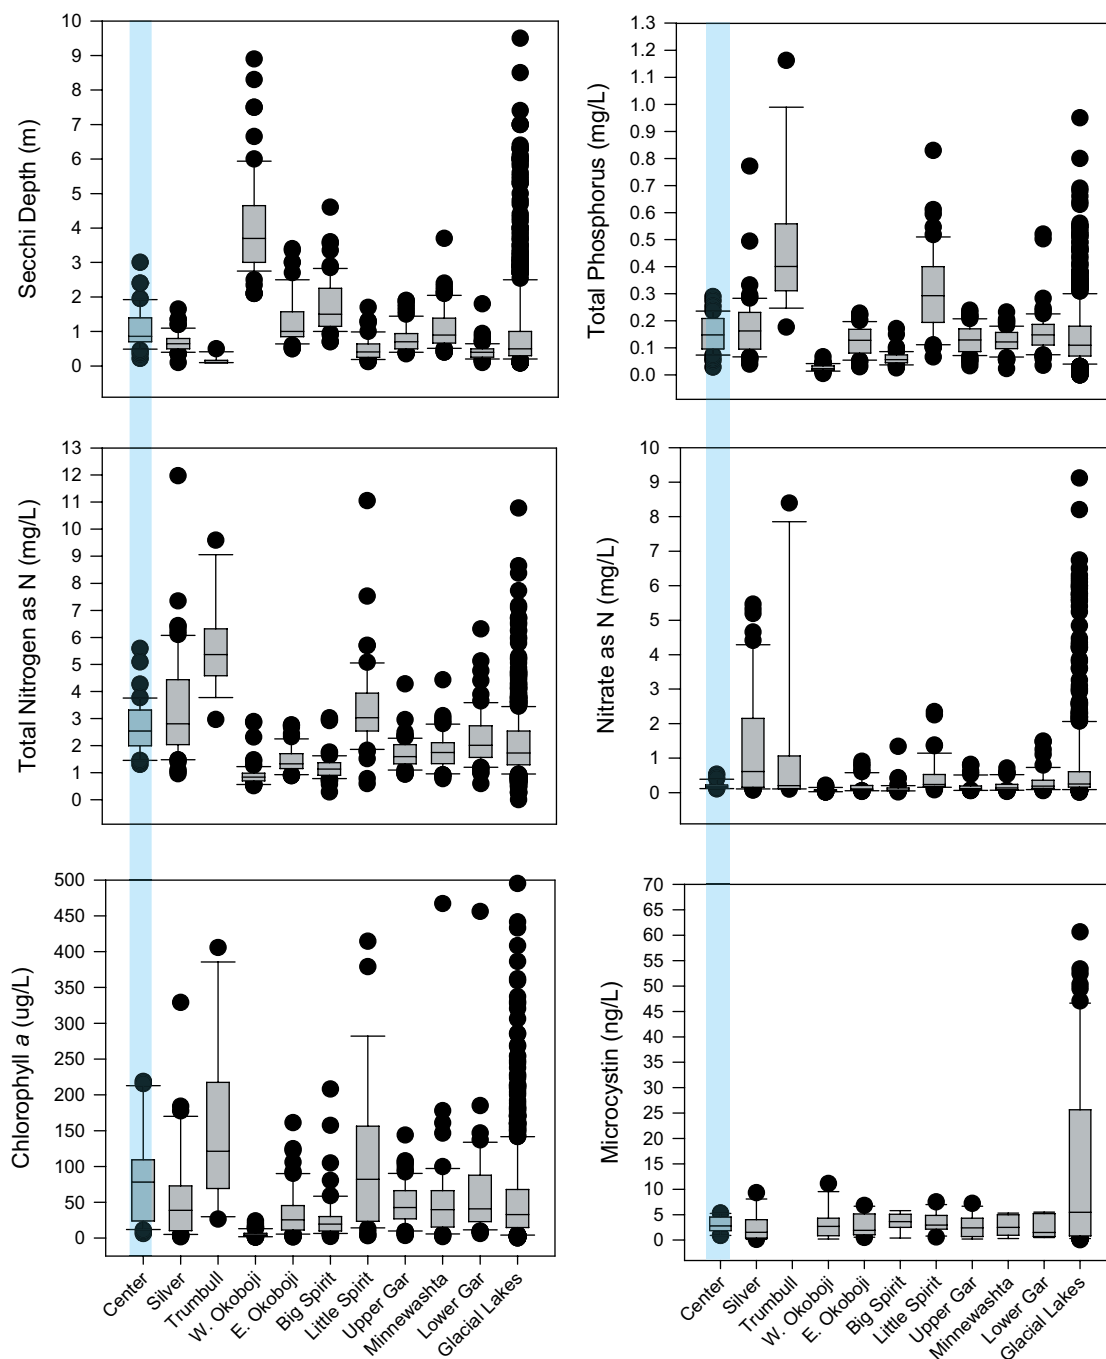 10
9
8
7
6
5
4
3
2
1
0
Secchi Depth (m)
1.3
1.2
1.1
1.0
0.9
0.8
0.7
0.6
0.5
0.4
0.3
0.2
0.1
0.0
Total Phosphorus (mg/L)
13
12
11
10
9
8
7
6
5
4
3
2
1
0
Total Nitrogen as N (mg/L)
10
9
8
7
6
5
4
3
2
1
0
Nitrate as N (mg/L)
500
450
400
350
300
250
200
150
100
50
0
Chlorophyll a (ug/L)
Center
Silver
Trumbull
W. Okoboji
E. Okoboji
Big Spirit
Little Spirit
Upper Gar
Minnewashta
Lower Gar
Glacial Lakes
70
65
60
55
50
45
40
35
30
25
20
15
10
5
0
Microcystin (ng/L)
Center
Silver
Trumbull
W. Okoboji
E. Okoboji
Big Spirit
Little Spirit
Upper Gar
Minnewashta
Lower Gar
Glacial Lakes